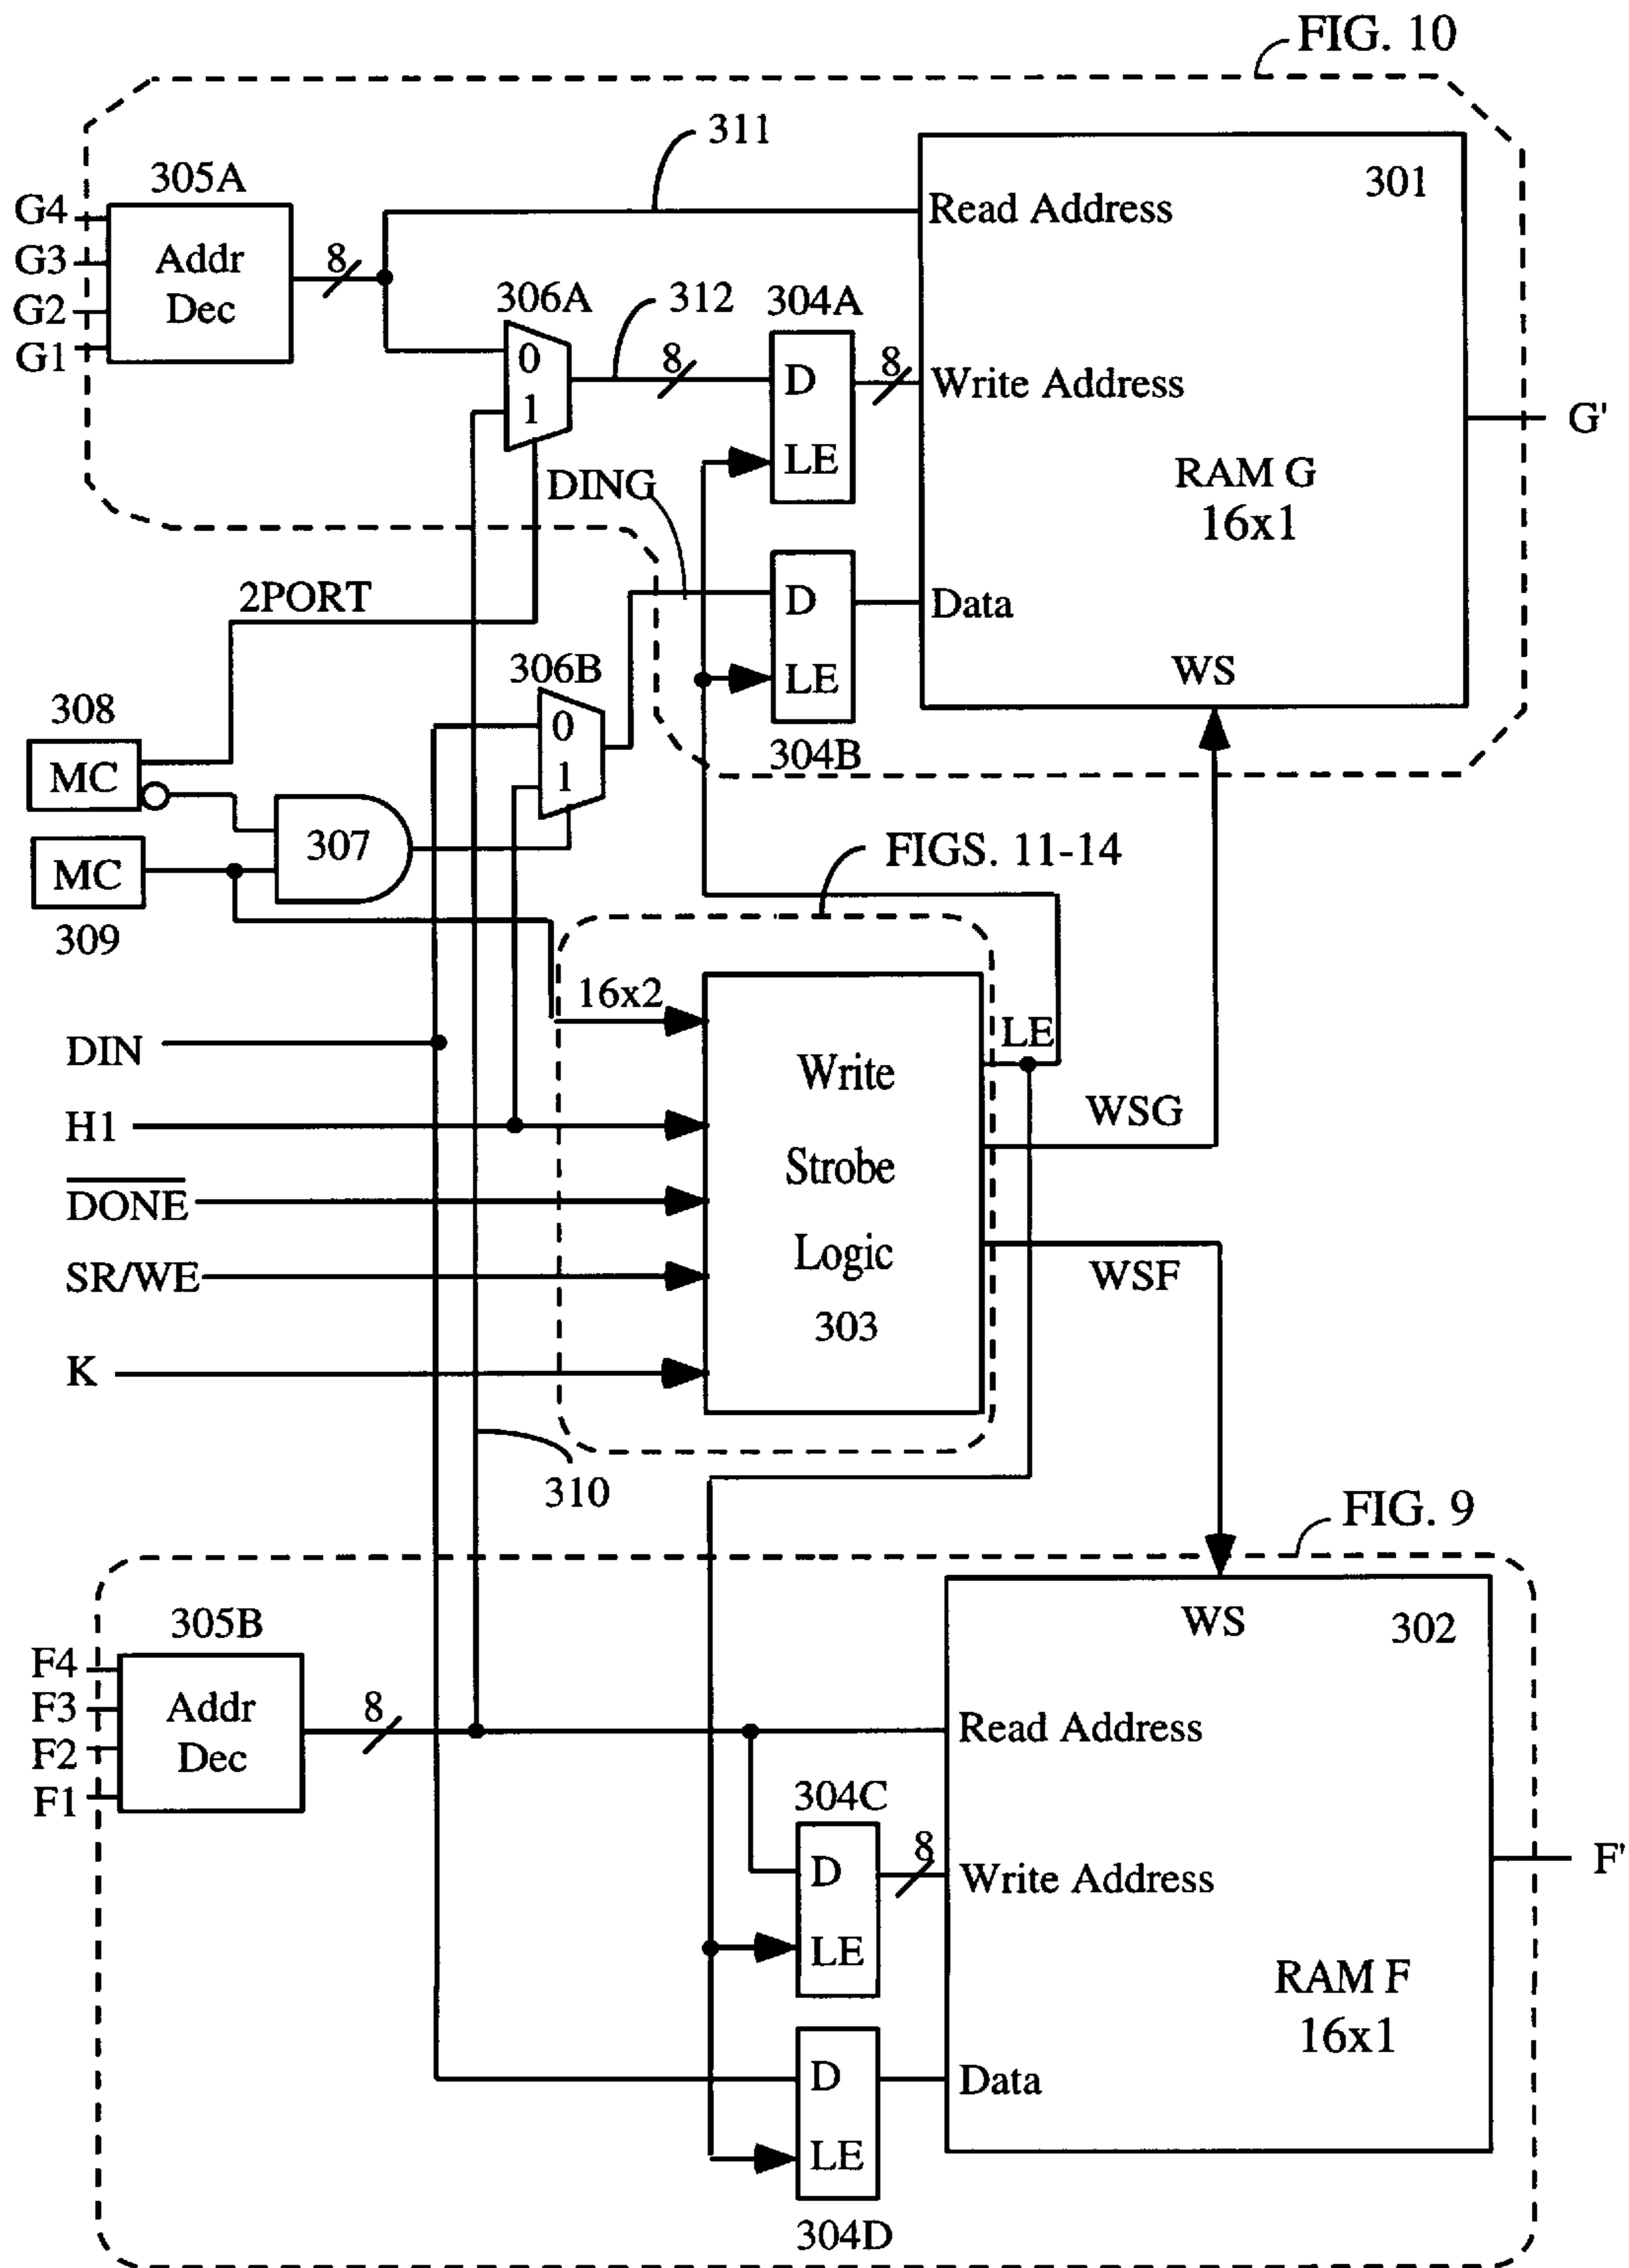 FIG. 10
311
305A
301
G4
G3
G2
G1
Addr
Dec
8
Read Address
306A
312
304A
0
1
8
D
LE
8
Write Address
G'
RAM G
16x1
DING
2PORT
D
LE
Data
WS
306B
308
0
1
304B
MC
307
FIGS. 11-14
MC
309
16x2
DIN
LE
Write
Strobe
Logic
303
WSG
H1
DONE
SR/WE
WSF
K
310
FIG. 9
305B
WS
302
F4
F3
F2
F1
Addr
Dec
8
Read Address
304C
D
LE
8
Write Address
F'
RAM F
16x1
D
LE
Data
304D